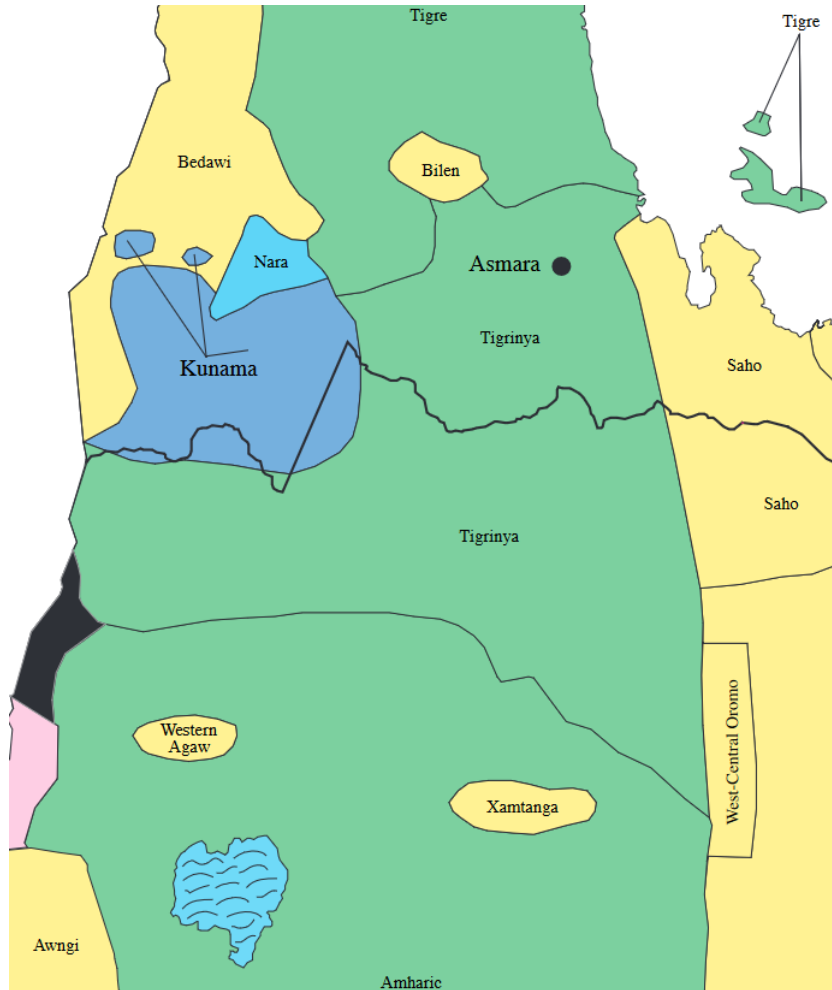 Tigre
Tigre
Bedawi
Bilen
Nara
Asmara
Tigrinya
Kunama
Saho
Saho
Tigrinya
Western
Agaw
West-Central Oromo
Xamtanga
Awngi
Amharic